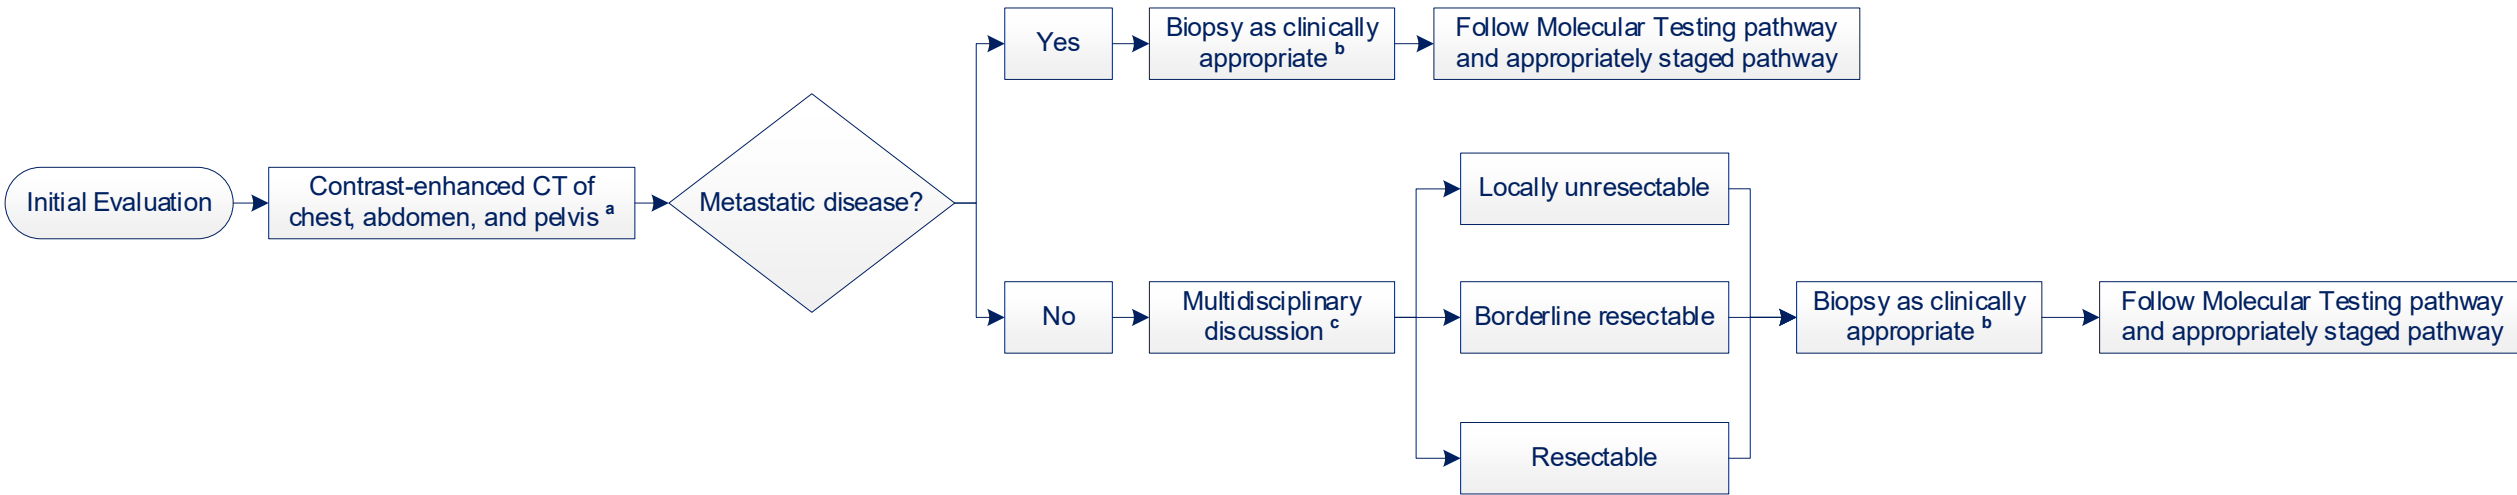 Initial Evaluation
Contrast-enhanced CT of
chest, abdomen, and pelvis a
Metastatic disease?
Yes
Biopsy as clinically
appropriate b
Follow Molecular Testing pathway
and appropriately staged pathway
No
Multidisciplinary
discussion c
Locally unresectable
Borderline resectable
Resectable
Biopsy as clinically
appropriate b
Follow Molecular Testing pathway
and appropriately staged pathway